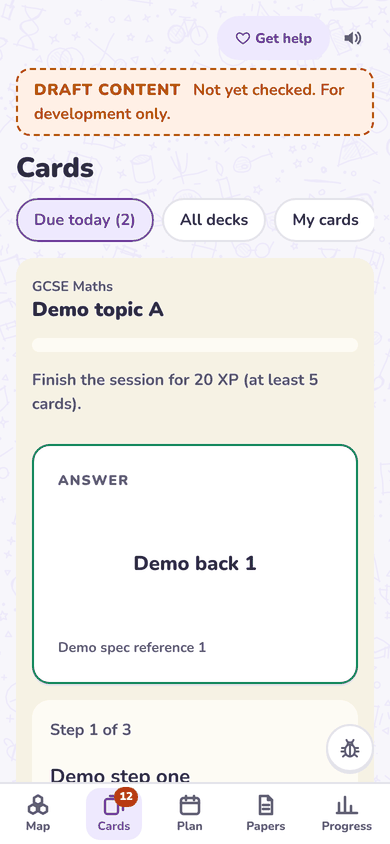 Get help
DRAFT CONTENT Not yet checked. For
development only.
Cards
Due today (2)
All decks
My cards
GCSE Maths
Demo topic A
Finish the session for 20 XP (at least 5
cards).
ANSWER
Demo back 1
Demo spec reference 1
Step 1 of 3
Demo step one
12
Map
Cards
Plan
Papers
Progress